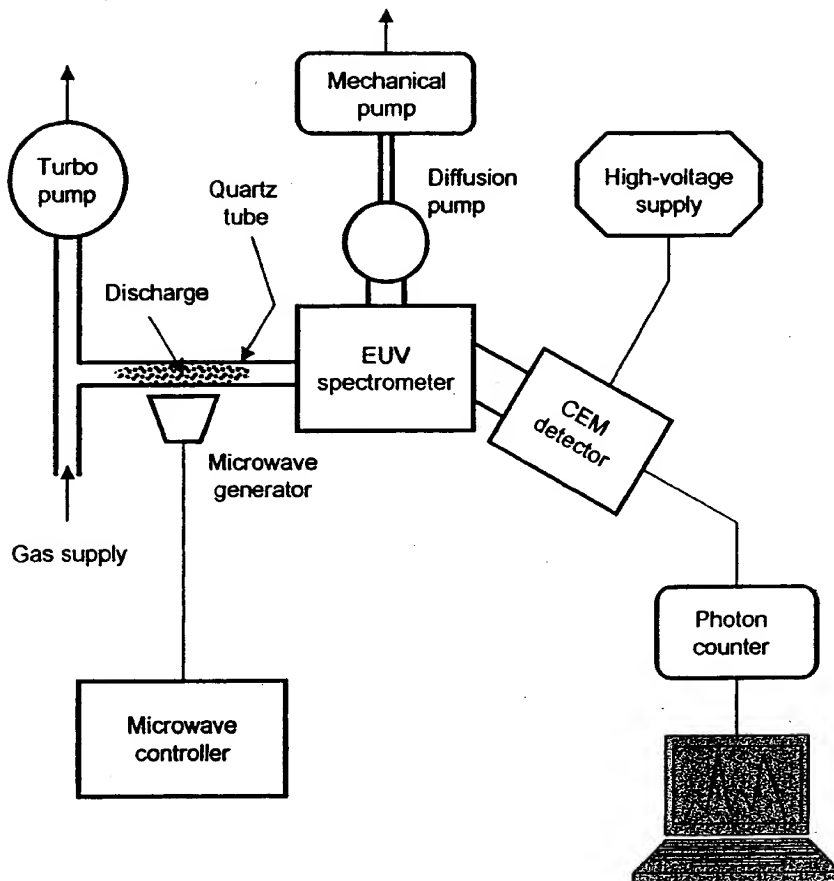 Mechanical
pump
Turbo
pump
Quartz
tube
Diffusion
pump
High-voltage
supply
Discharge
EUV
spectrometer
CEM
detector
Microwave
generator
Gas supply
Photon
counter
Microwave
controller